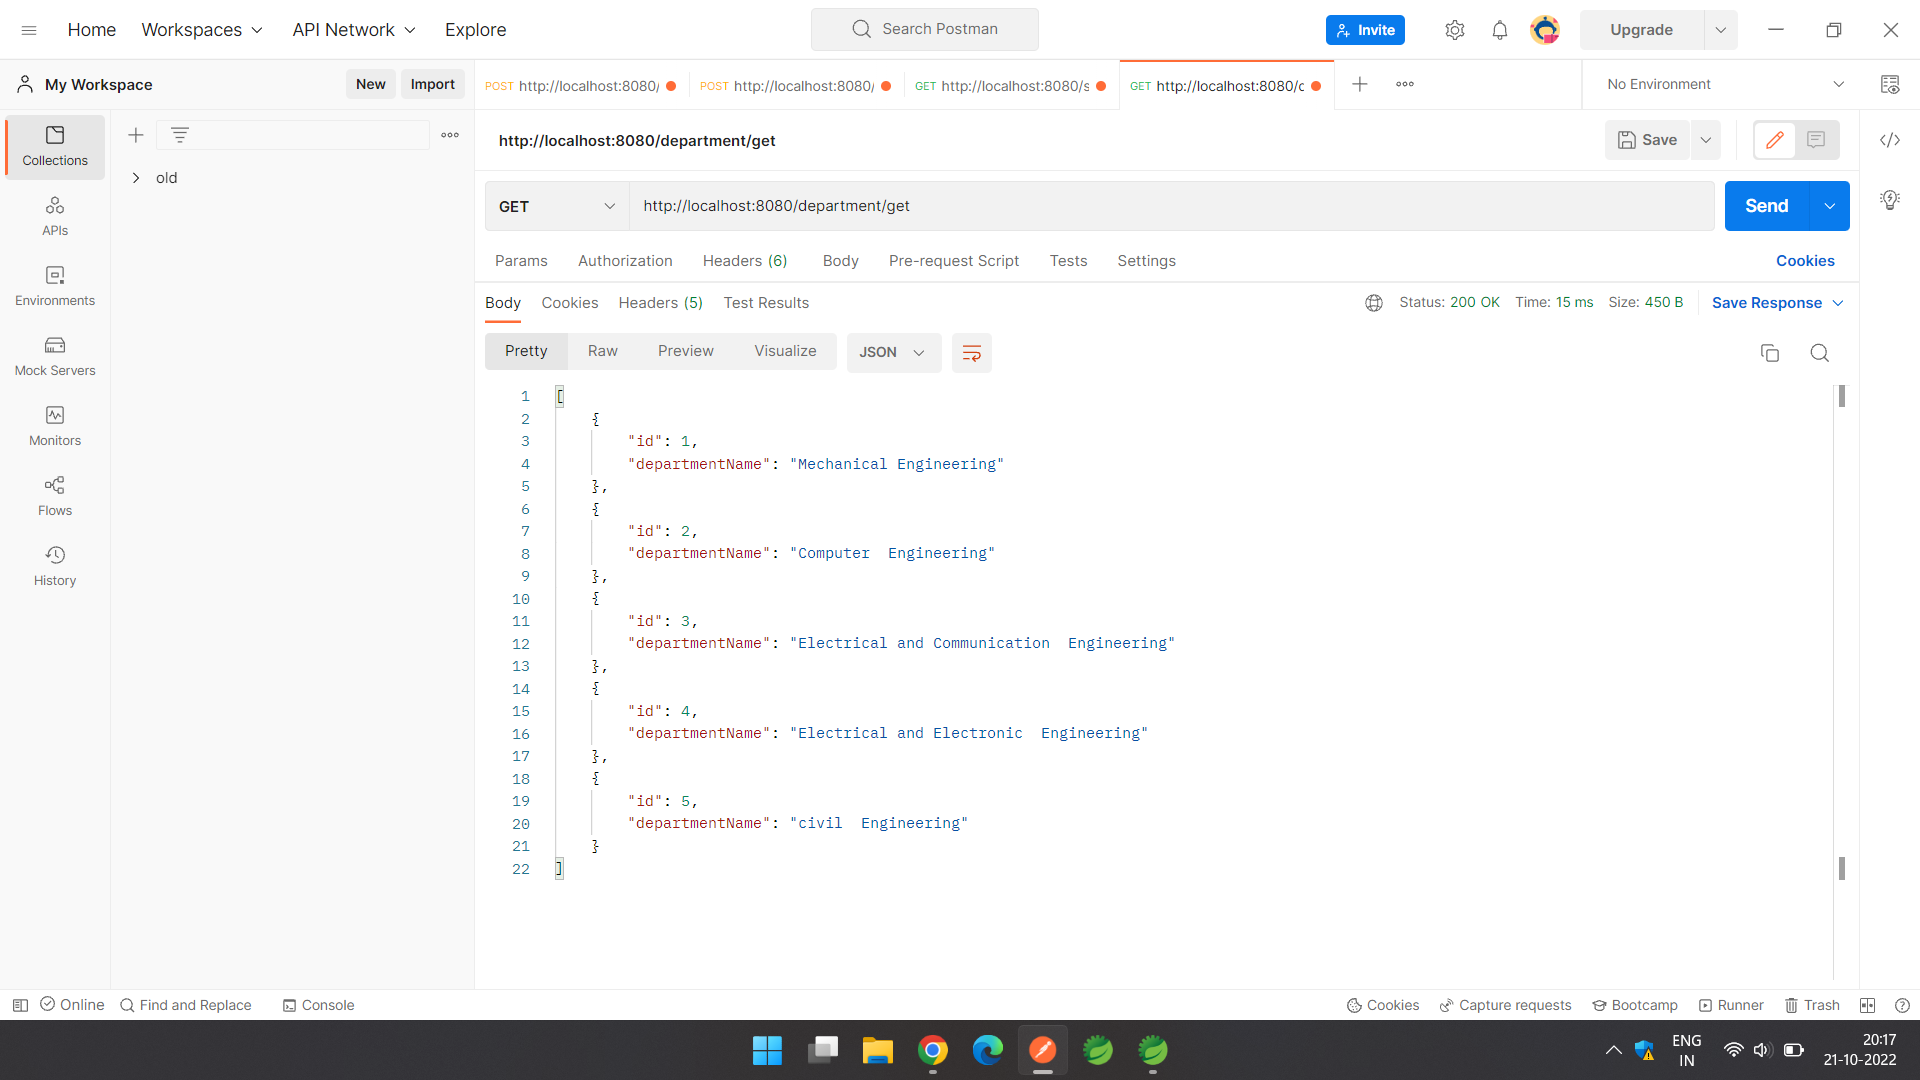 Home Workspaces API Network Explore Search Postman Invite Upgrade
My Workspace New Import POST http://localhost:8080/ POST http://localhost:8080/ GET http://localhost:8080/s GET http://localhost:8080/c No Environment
http://localhost:8080/department/get Save
Collections
old
APIs
Environments
Mock Servers
Monitors
Flows
History
GET http://localhost:8080/department/get Send
Params Authorization Headers (6) Body Pre-request Script Tests Settings Cookies
Body Cookies Headers (5) Test Results Status: 200 OK Time: 15 ms Size: 450 B Save Response
Pretty Raw Preview Visualize JSON
1 [
2 {
3 "id": 1,
4 "departmentName": "Mechanical Engineering"
5 },
6 {
7 "id": 2,
8 "departmentName": "Computer  Engineering"
9 },
10 {
11 "id": 3,
12 "departmentName": "Electrical and Communication  Engineering"
13 },
14 {
15 "id": 4,
16 "departmentName": "Electrical and Electronic  Engineering"
17 },
18 {
19 "id": 5,
20 "departmentName": "civil  Engineering"
21 }
22 ]
Online Find and Replace Console Cookies Capture requests Bootcamp Runner Trash
ENG 20:17
IN 21-10-2022